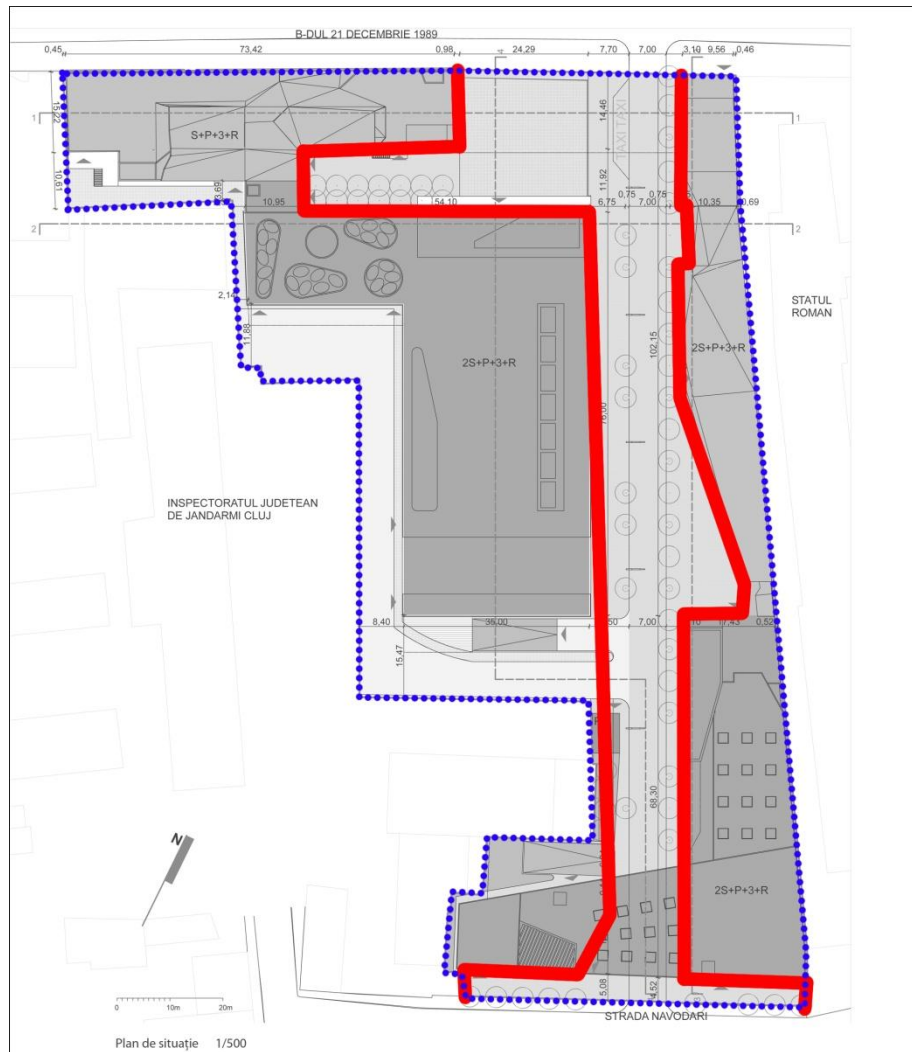 B-DUL 21 DECEMBRIE 1989
0,45 73,42 0,98 24,29 7,70 7,00 3,10 9,56 0,46
15,22
14,46
TAXI TAXI
1 S+P+3+R 1
10,61
11,92
0,75 0,75
10,95 54,10 6,75 7,00 10,35 0,69
2 2
2,14
11,88
STATUL
ROMAN
102,15
2S+P+3+R 2S+P+3+R
78,00
INSPECTORATUL JUDETEAN
DE JANDARMI CLUJ
8,40 36,00 7,00 17,43 0,52
15,47
68,30
2S+P+3+R
N
5,08 4,52
STRADA NAVODARI
10m 20m
Plan de situație 1/500